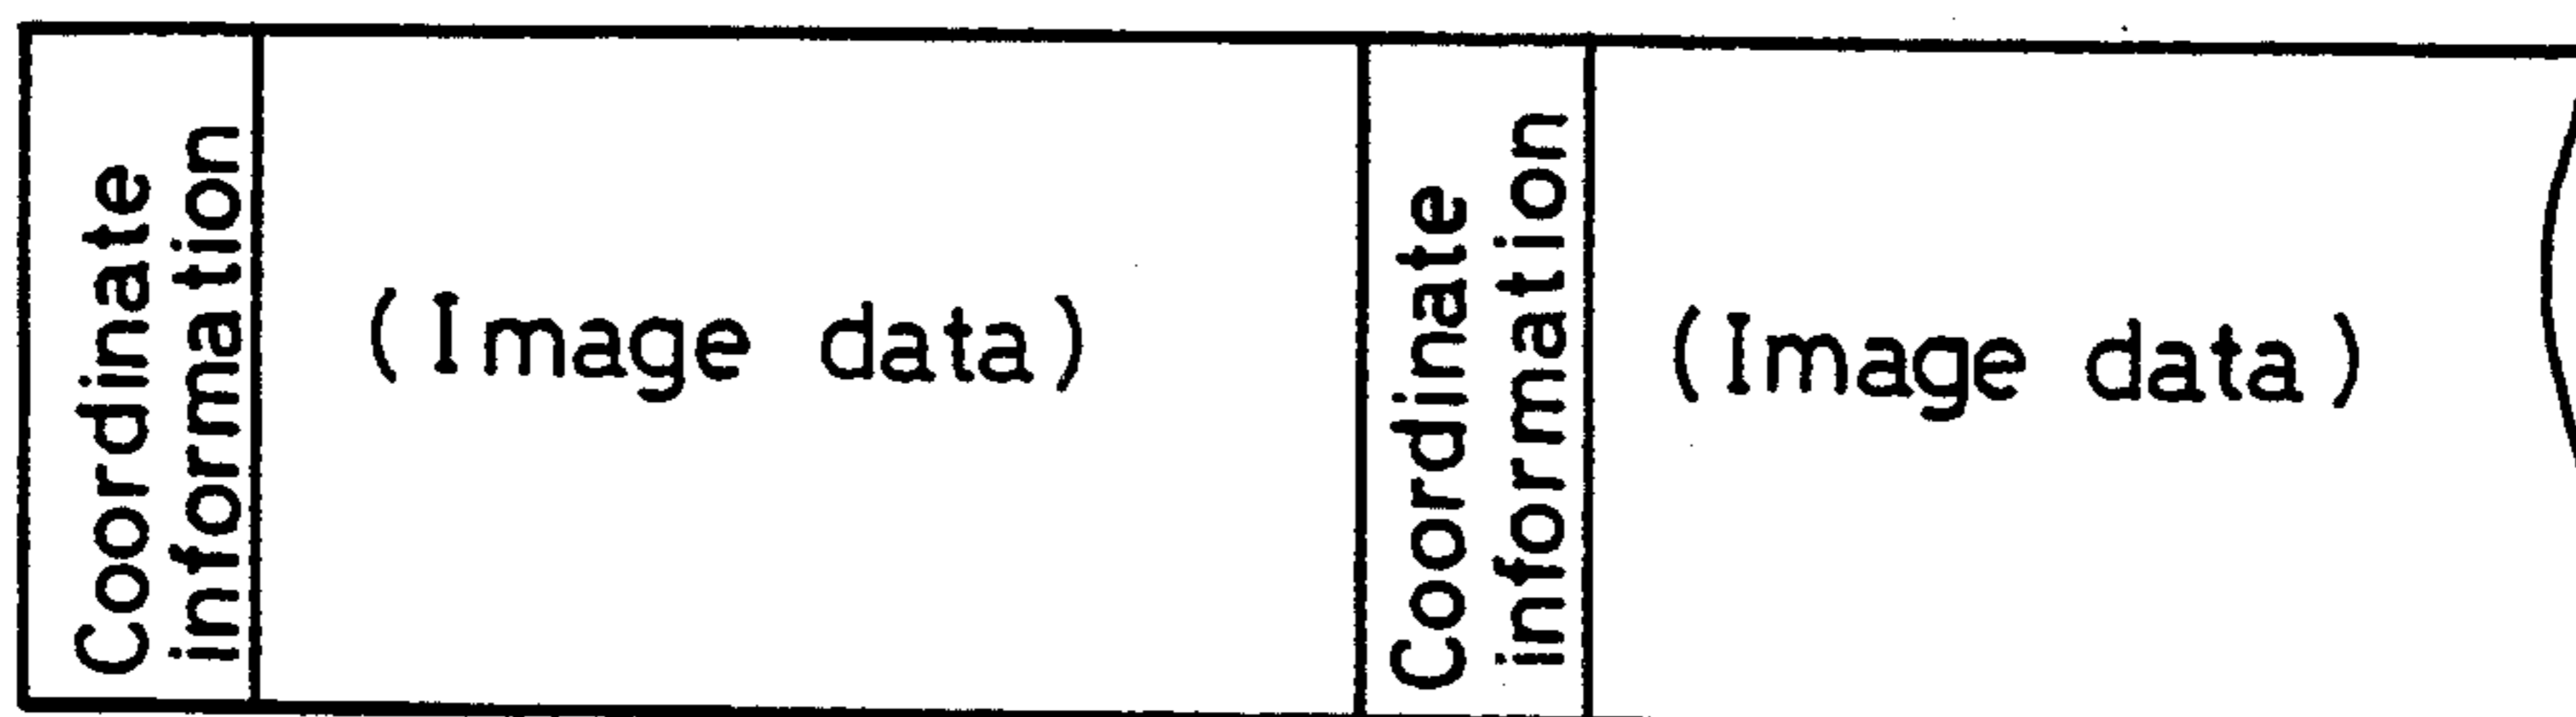 Coordinate
information
(Image data)
Coordinate
information
(Image data)